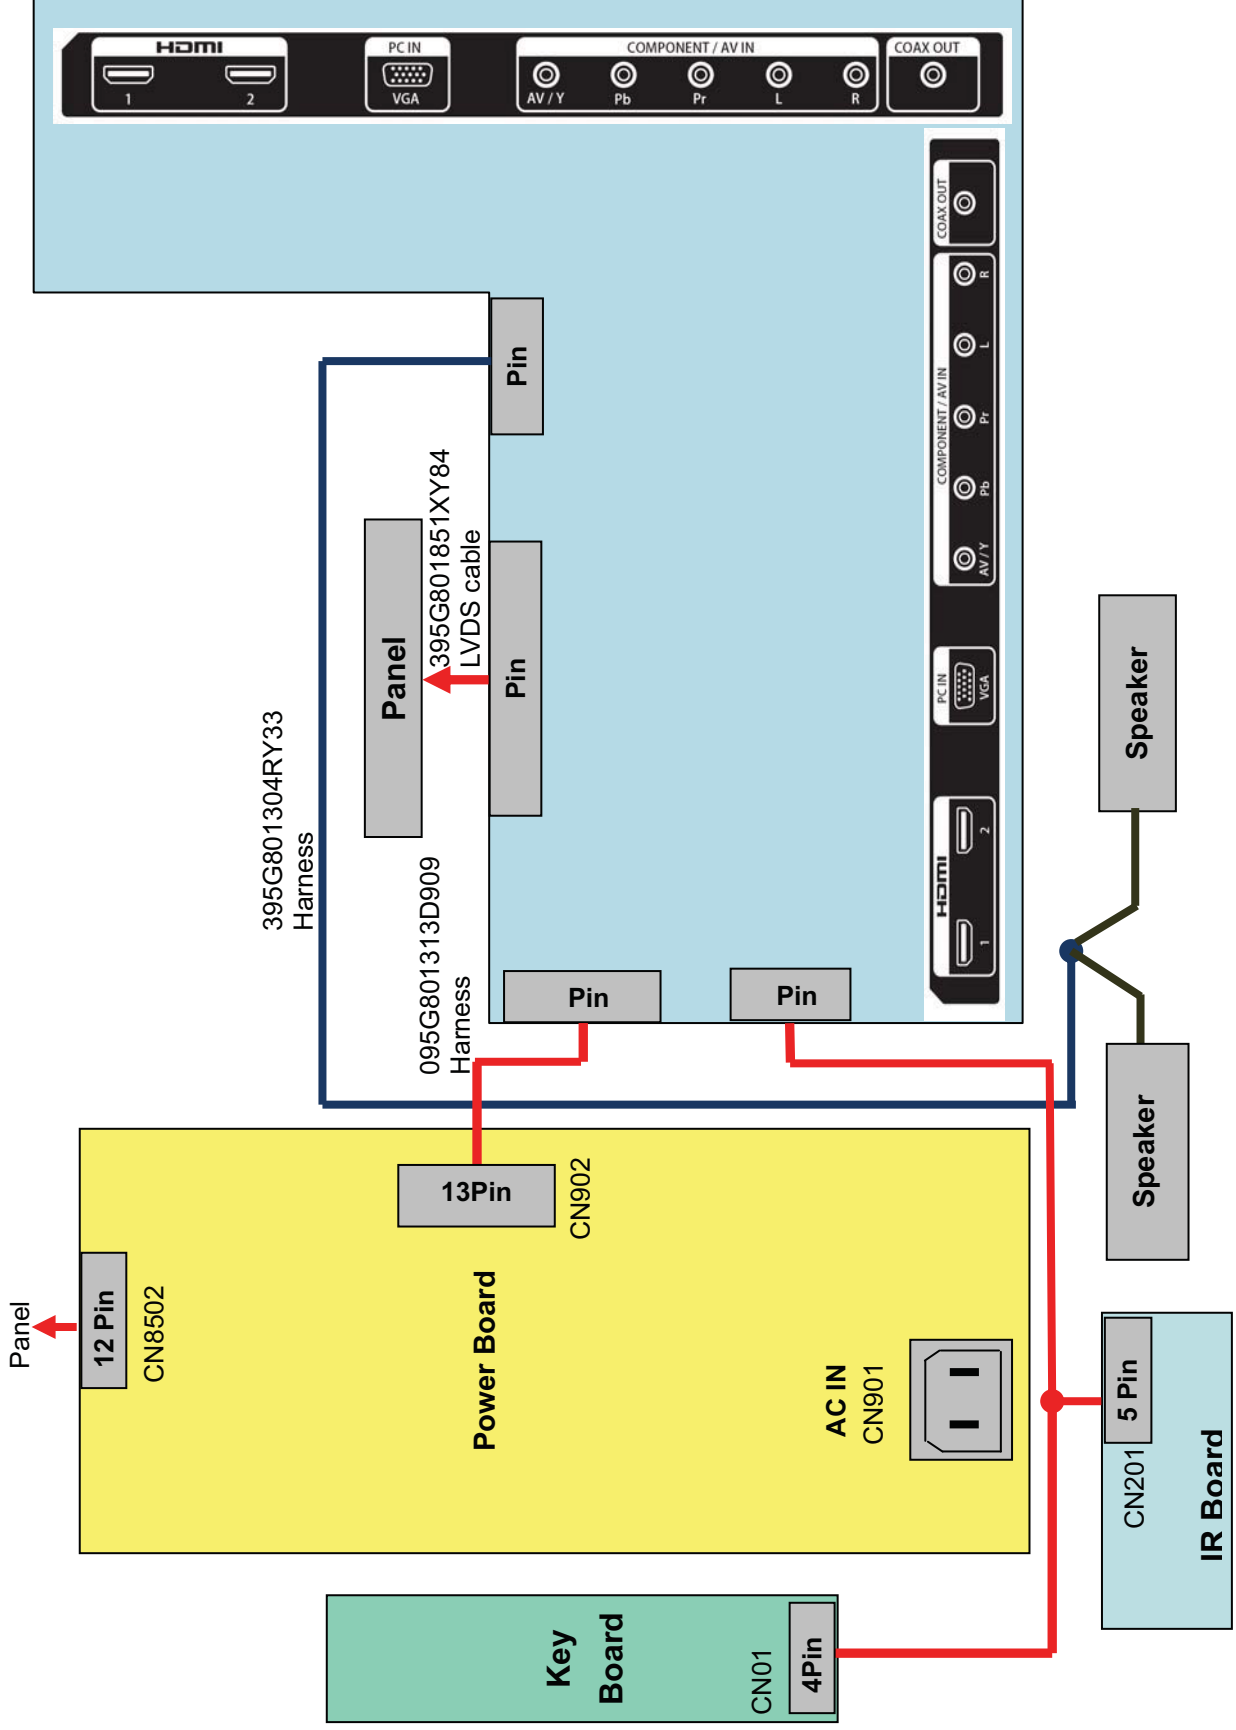 HDMI
1
2
PC IN
VGA
COMPONENT / AV IN
AV / Y
Pb
Pr
L
R
COAX OUT
COAX OUT
COMPONENT / AV IN
R
L
Pr
Pb
AV / Y
PC IN
VGA
HDMI
2
1
Pin
395G801851XY84
LVDS cable
Panel
Pin
395G801304RY33
Harness
095G801313D909
Harness
Pin
Pin
Speaker
Speaker
Panel
12 Pin
CN8502
13Pin
CN902
Power Board
AC IN
CN901
5 Pin
CN201
IR Board
Key
Board
CN01
4Pin